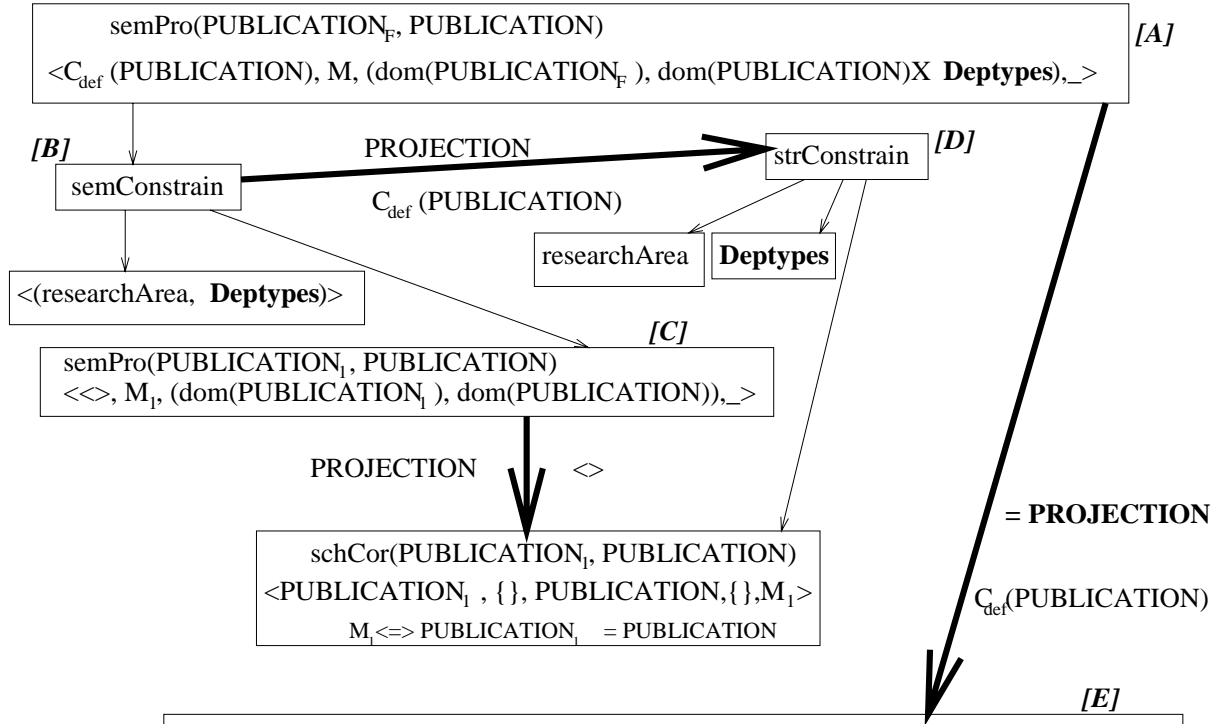 semPro(PUBLICATION_F, PUBLICATION)
[A]
<C_def (PUBLICATION), M, (dom(PUBLICATION_F ), dom(PUBLICATION)X Deptypes),_>
[B]
PROJECTION
[D]
semConstrain
strConstrain
C_def (PUBLICATION)
researchArea
Deptypes
<(researchArea, Deptypes)>
[C]
semPro(PUBLICATION_1, PUBLICATION)
<<>, M_1, (dom(PUBLICATION_1 ), dom(PUBLICATION)),_>
PROJECTION <>
= PROJECTION
schCor(PUBLICATION_1, PUBLICATION)
<PUBLICATION_1 , {}, PUBLICATION,{},M_1>
M_1<=> PUBLICATION_1 = PUBLICATION
C_def(PUBLICATION)
[E]